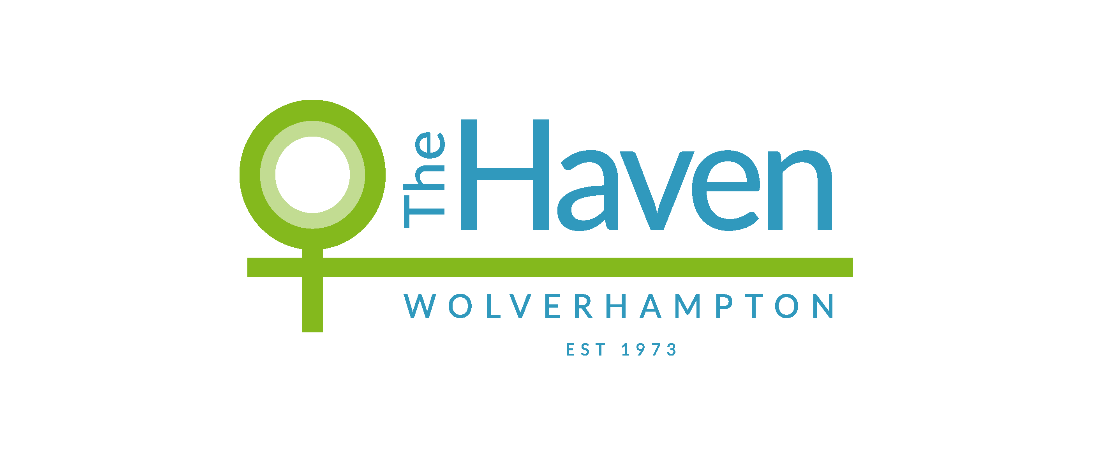 The Haven
WOLVERHAMPTON
EST 1973